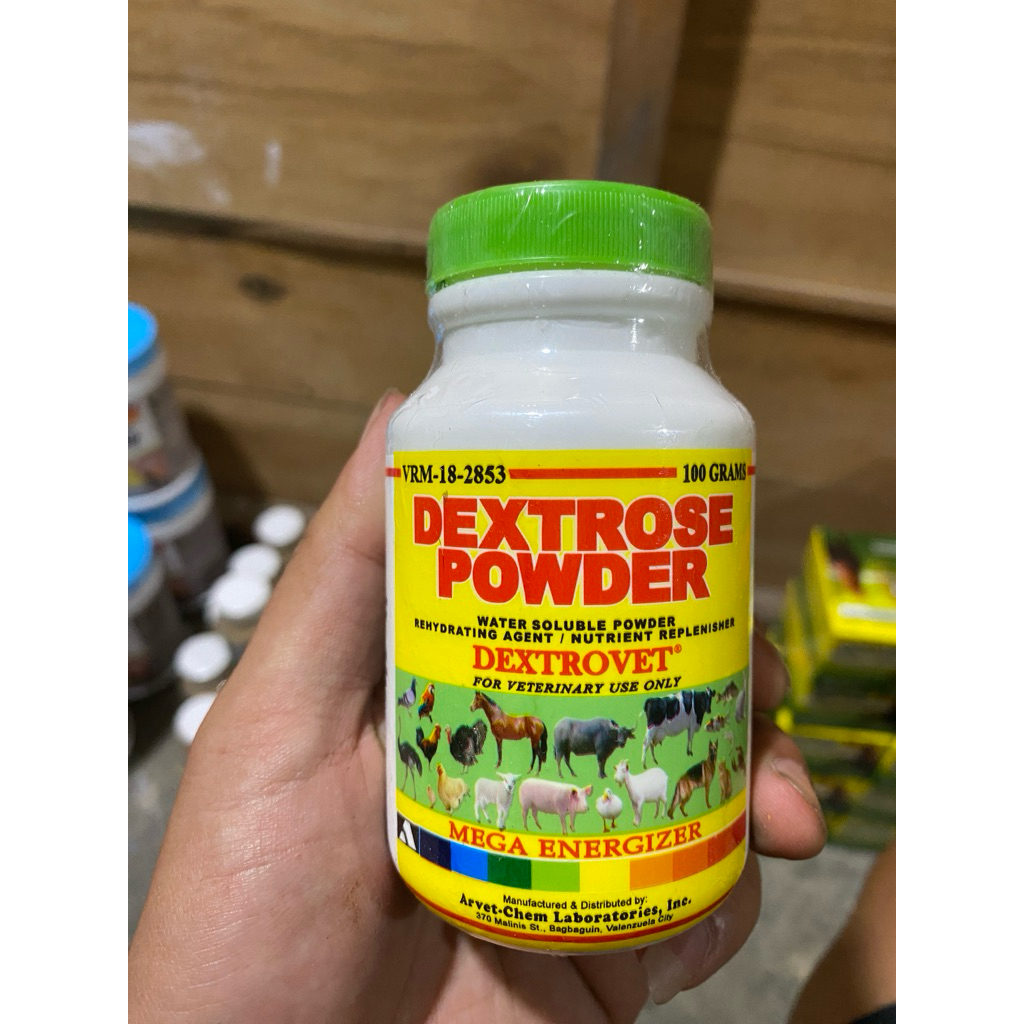 VRM-18-2853 100 GRAMS
DEXTROSE
POWDER
WATER SOLUBLE POWDER
REHYDRATING AGENT / NUTRIENT REPLENISHER
DEXTROVET®
FOR VETERINARY USE ONLY
MEGA ENERGIZER
A
Manufactured & Distributed by:
Arvet-Chem Laboratories, Inc.
370 Malinis St., Bagbaguin, Valenzuela City